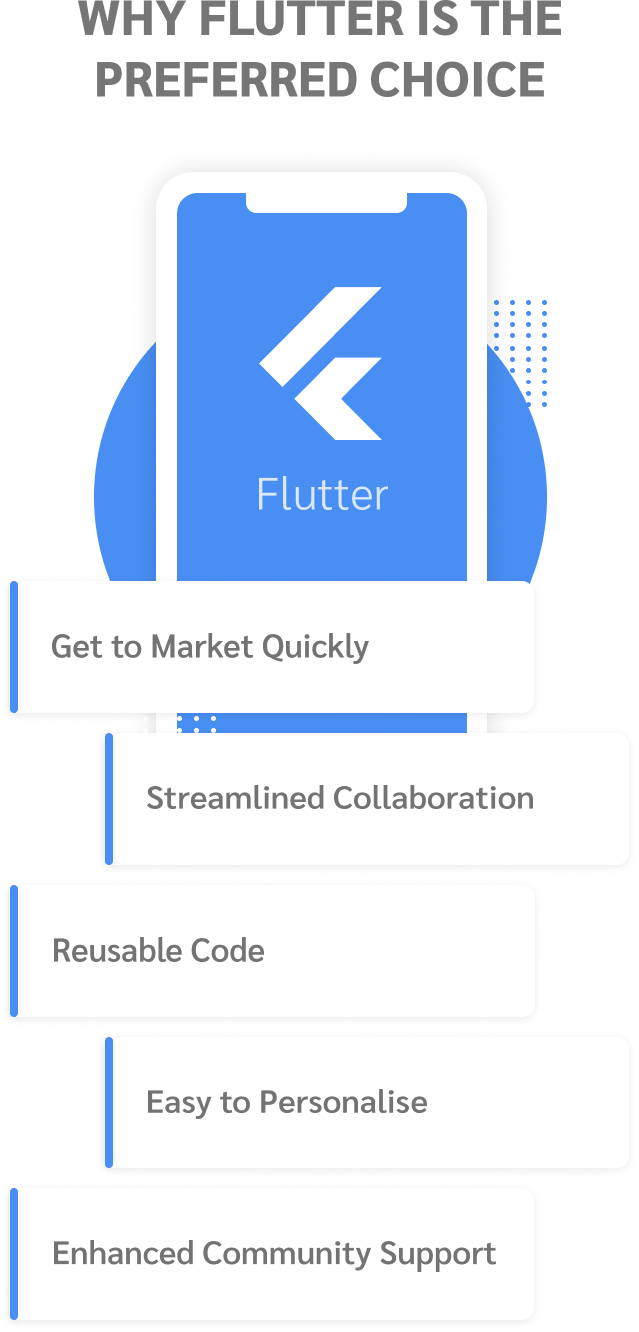 WHY FLUTTER IS THE
PREFERRED CHOICE
Flutter
Get to Market Quickly
Streamlined Collaboration
Reusable Code
Easy to Personalise
Enhanced Community Support